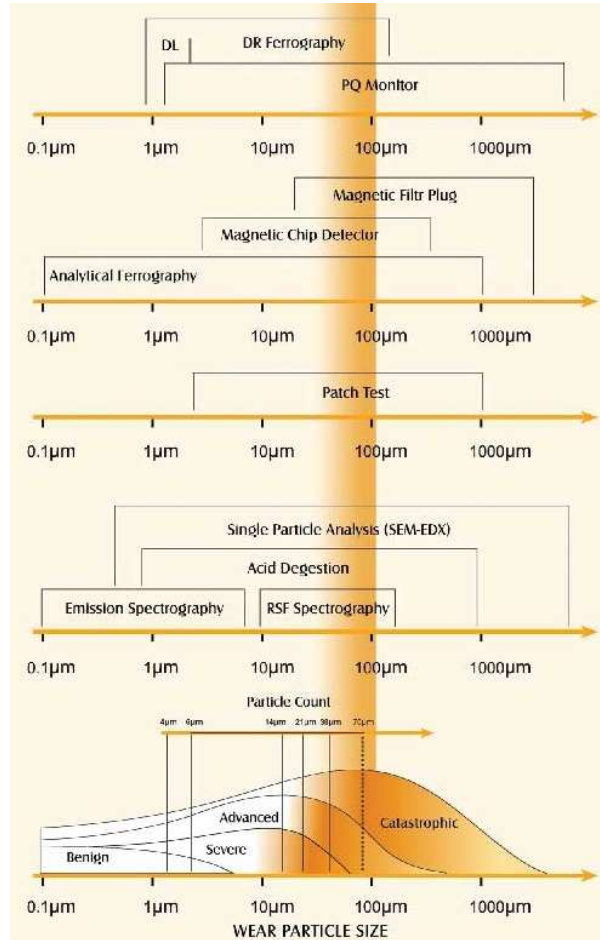 DL
DR Ferrography
PQ Monitor
0.1µm 1µm 10µm 100µm 1000µm
Magnetic Filtr Plug
Magnetic Chip Detector
Analytical Ferrography
0.1µm 1µm 10µm 100µm 1000µm
Patch Test
0.1µm 1µm 10µm 100µm 1000µm
Single Particle Analysis (SEM-EDX)
Acid Degestion
Emission Spectrography RSF Spectrography
0.1µm 1µm 10µm 100µm 1000µm
Particle Count
4µm 6µm 14µm 21µm 38µm 70µm
Advanced Catastrophic
Benign Severe
0.1µm 1µm 10µm 100µm 1000µm
WEAR PARTICLE SIZE